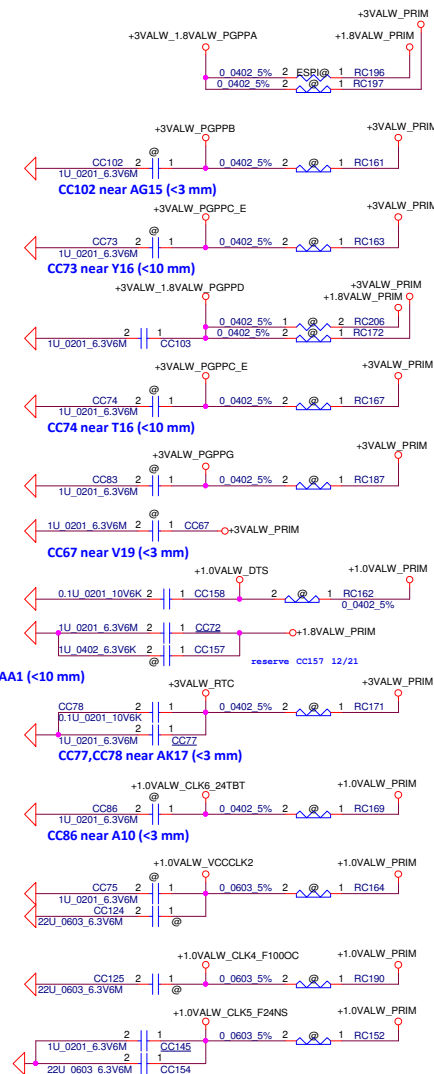 +3VALW_PRIM
+3VALW_1.8VALW_PGPPA +1.8VALW_PRIM
0_0402_5% 2 ESPI@ 1 RC196
0_0402_5% 2 @ 1 RC197
+3VALW_PGPPB +3VALW_PRIM
@
CC102 2 1 0_0402_5% 2 @ 1 RC161
1U_0201_6.3V6M
CC102 near AG15 (<3 mm)
+3VALW_PGPPC_E +3VALW_PRIM
@
CC73 2 1 0_0402_5% 2 @ 1 RC163
1U_0201_6.3V6M
CC73 near Y16 (<10 mm)
+3VALW_1.8VALW_PGPPD +3VALW_PRIM
+1.8VALW_PRIM
0_0402_5% 1 @ 2 RC206
2 1 0_0402_5% 2 @ 1 RC172
1U_0201_6.3V6M CC103
+3VALW_PGPPC_E +3VALW_PRIM
@
CC74 2 1 0_0402_5% 2 @ 1 RC167
1U_0201_6.3V6M
CC74 near T16 (<10 mm)
+3VALW_PGPPG +3VALW_PRIM
@
CC83 2 1 0_0402_5% 2 @ 1 RC187
1U_0201_6.3V6M
@
1U_0201_6.3V6M 2 1 CC67 +3VALW_PRIM
CC67 near V19 (<3 mm)
+1.0VALW_DTS +1.0VALW_PRIM
0.1U_0201_10V6K 2 1 CC158 2 @ 1 RC162
0_0402_5%
1U_0201_6.3V6M 2 1 CC72 +1.8VALW_PRIM
1U_0402_6.3V6K 2 1 CC157
@
reserve CC157 12/21
AA1 (<10 mm)
+3VALW_RTC +3VALW_PRIM
CC78 2 1 0_0402_5% 2 @ 1 RC171
0.1U_0201_10V6K
1U_0201_6.3V6M 2 1 CC77
@
CC77,CC78 near AK17 (<3 mm)
+1.0VALW_CLK6_24TBT +1.0VALW_PRIM
@
CC86 2 1 0_0402_5% 2 @ 1 RC169
1U_0201_6.3V6M
CC86 near A10 (<3 mm)
+1.0VALW_VCCCLK2 +1.0VALW_PRIM
@
CC75 2 1 0_0603_5% 2 @ 1 RC164
1U_0201_6.3V6M
CC124 2 1
22U_0603_6.3V6M @
+1.0VALW_CLK4_F100OC +1.0VALW_PRIM
CC125 2 1 0_0603_5% 2 @ 1 RC190
22U_0603_6.3V6M @
+1.0VALW_CLK5_F24NS +1.0VALW_PRIM
2 1 0_0603_5% 2 @ 1 RC152
1U_0201_6.3V6M CC145
2 1
22U_0603_6.3V6M CC154